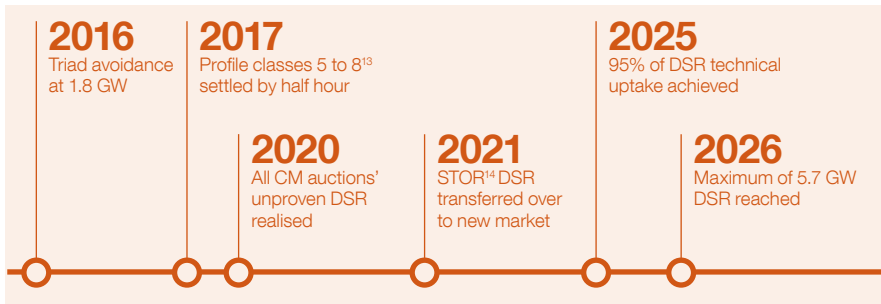 2016
Triad avoidance
at 1.8 GW
2017
Profile classes 5 to 8¹³
settled by half hour
2020
All CM auctions’
unproven DSR
realised
2021
STOR¹⁴ DSR
transferred over
to new market
2025
95% of DSR technical
uptake achieved
2026
Maximum of 5.7 GW
DSR reached